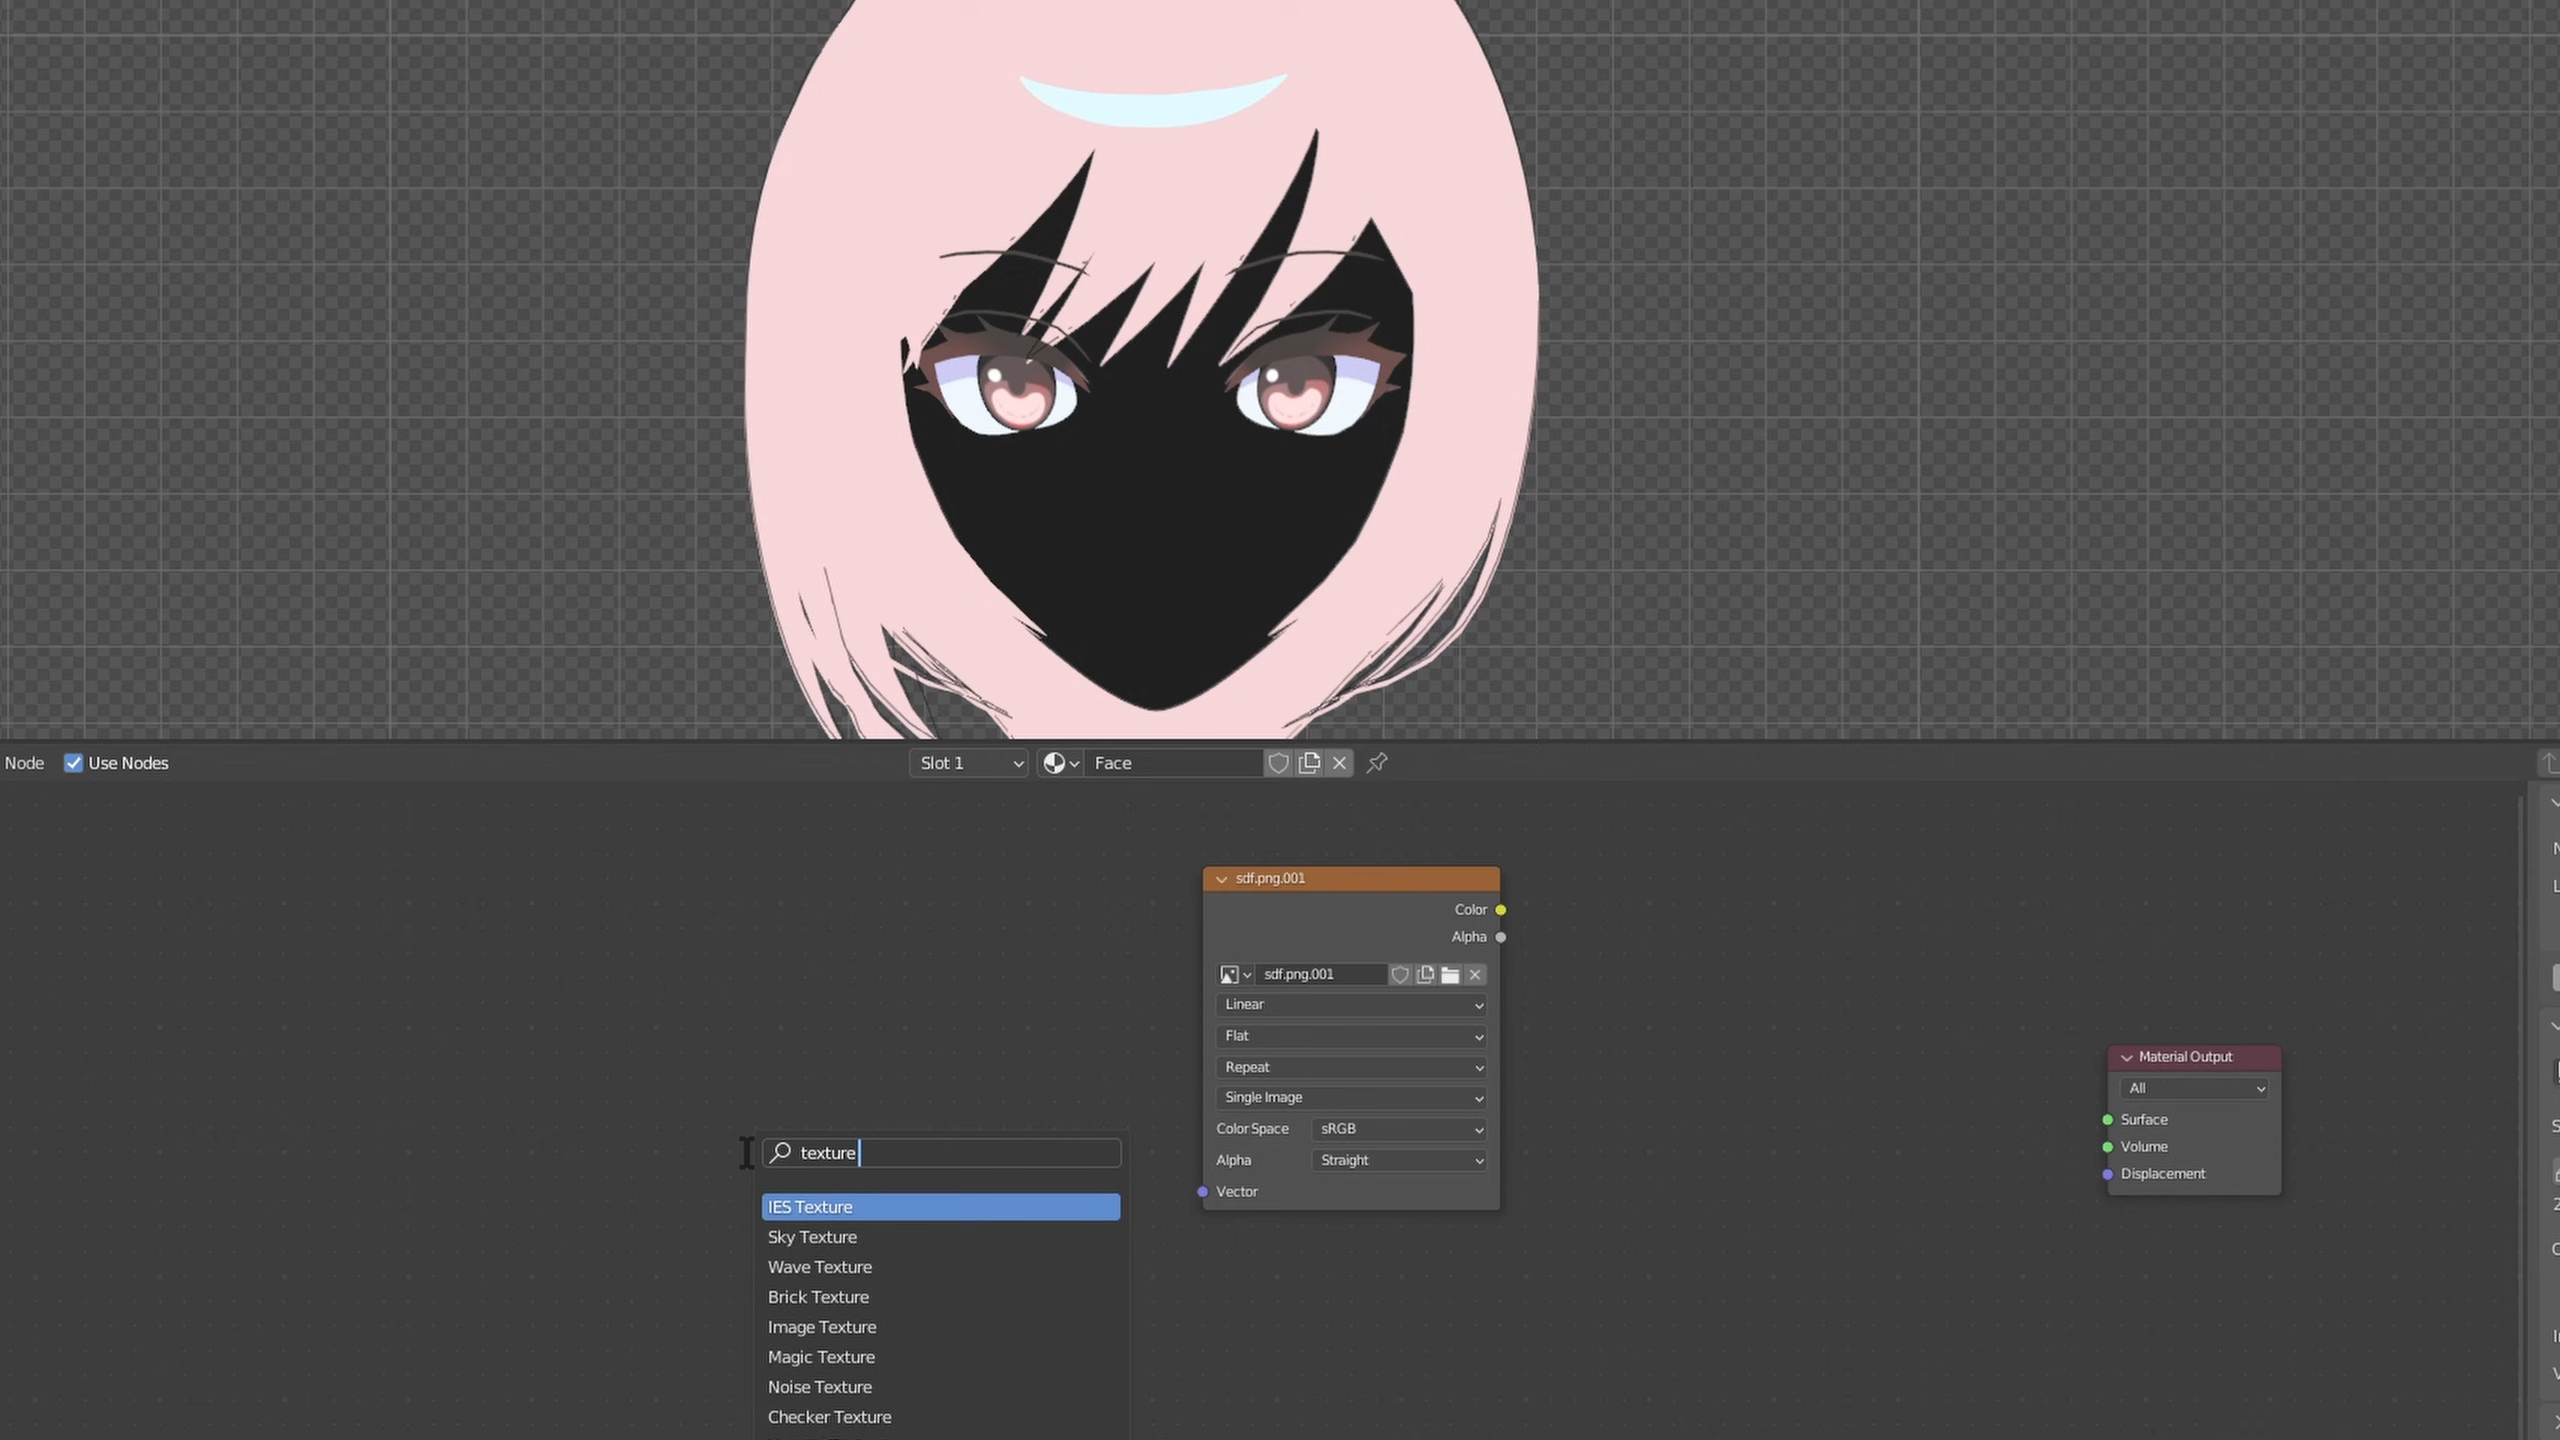 Node
Use Nodes
Slot 1
Face
sdf.png.001
Color
Alpha
sdf.png.001
Linear
Flat
Repeat
Single Image
Color Space
sRGB
Alpha
Straight
Vector
Material Output
All
Surface
Volume
Displacement
texture
IES Texture
Sky Texture
Wave Texture
Brick Texture
Image Texture
Magic Texture
Noise Texture
Checker Texture